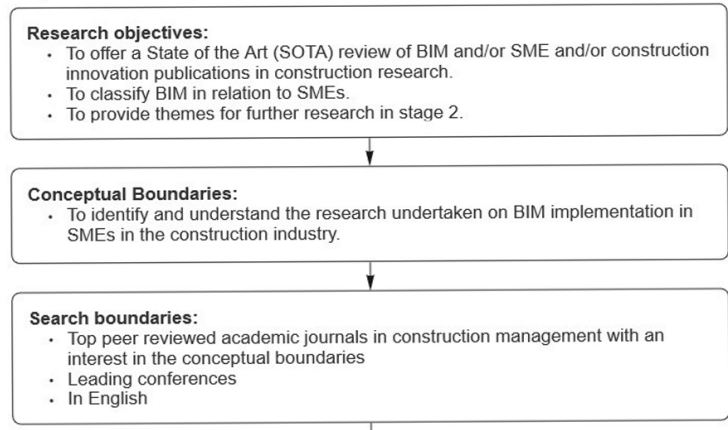 Research objectives:
· To offer a State of the Art (SOTA) review of BIM and/or SME and/or construction
innovation publications in construction research.
· To classify BIM in relation to SMEs.
· To provide themes for further research in stage 2.
Conceptual Boundaries:
· To identify and understand the research undertaken on BIM implementation in
SMEs in the construction industry.
Search boundaries:
· Top peer reviewed academic journals in construction management with an
interest in the conceptual boundaries
· Leading conferences
· In English